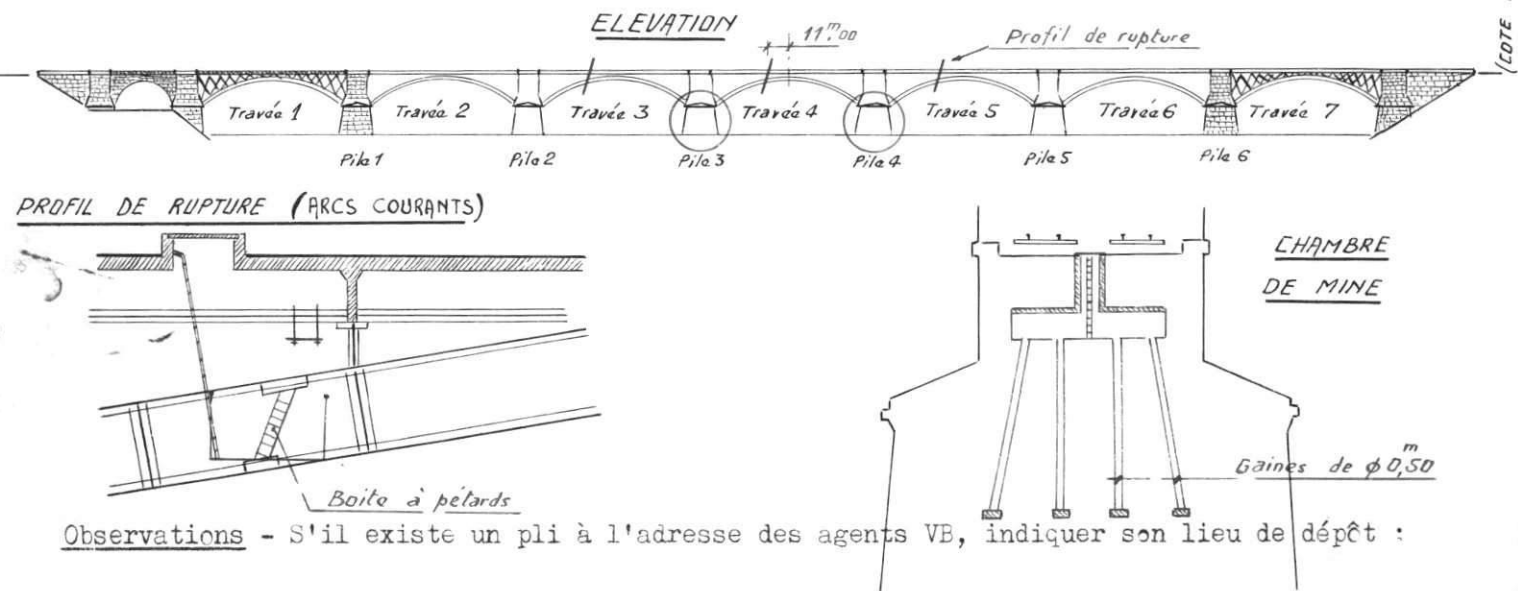 ELEVATION
11m,00
Profil de rupture
(COTE
Travée 1
Travée 2
Travée 3
Travée 4
Travée 5
Travée 6
Travée 7
Pile 1
Pile 2
Pile 3
Pile 4
Pile 5
Pile 6
PROFIL DE RUPTURE (ARCS COURANTS)
CHAMBRE
DE MINE
Gaines de φ 0,50 m
Boite à pétards
Observations - S'il existe un pli à l'adresse des agents VB, indiquer son lieu de dépôt :